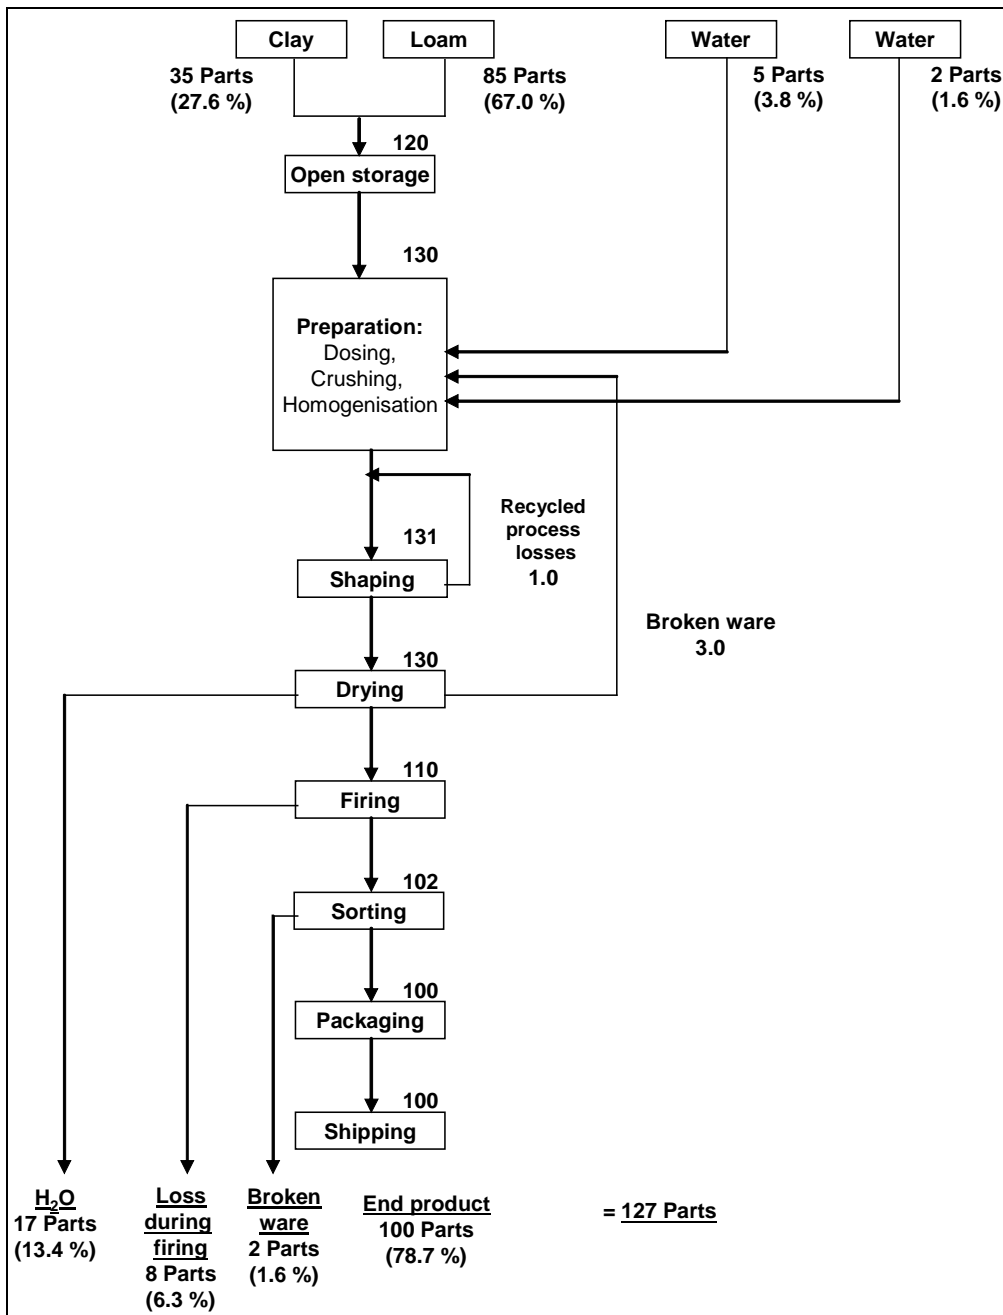 Clay
Loam
Water
Water
35 Parts
(27.6 %)
85 Parts
(67.0 %)
5 Parts
(3.8 %)
2 Parts
(1.6 %)
120
Open storage
130
Preparation:
Dosing,
Crushing,
Homogenisation
Recycled
process
losses
1.0
131
Shaping
Broken ware
3.0
130
Drying
110
Firing
102
Sorting
100
Packaging
100
Shipping
H2O
17 Parts
(13.4 %)
Loss
during
firing
8 Parts
(6.3 %)
Broken
ware
2 Parts
(1.6 %)
End product
100 Parts
(78.7 %)
= 127 Parts